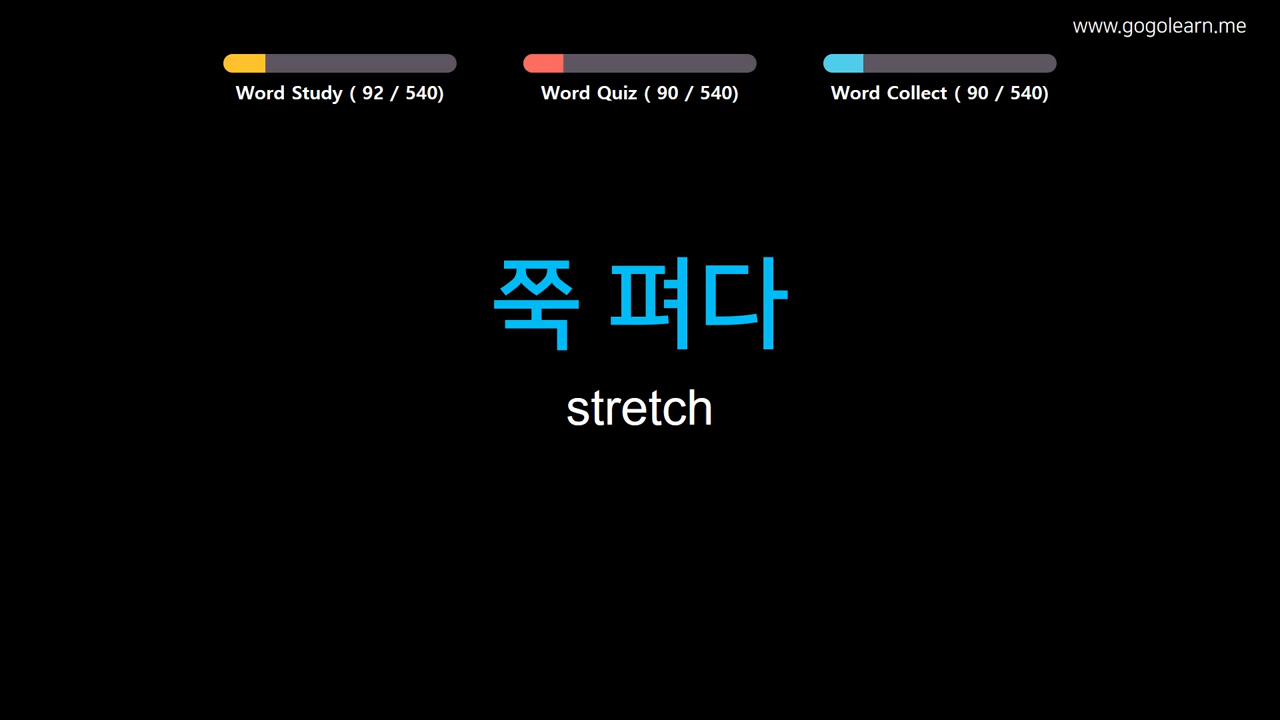 www.gogolearn.me
Word Study ( 92 / 540)
Word Quiz ( 90 / 540)
Word Collect ( 90 / 540)
쭉 펴다
stretch